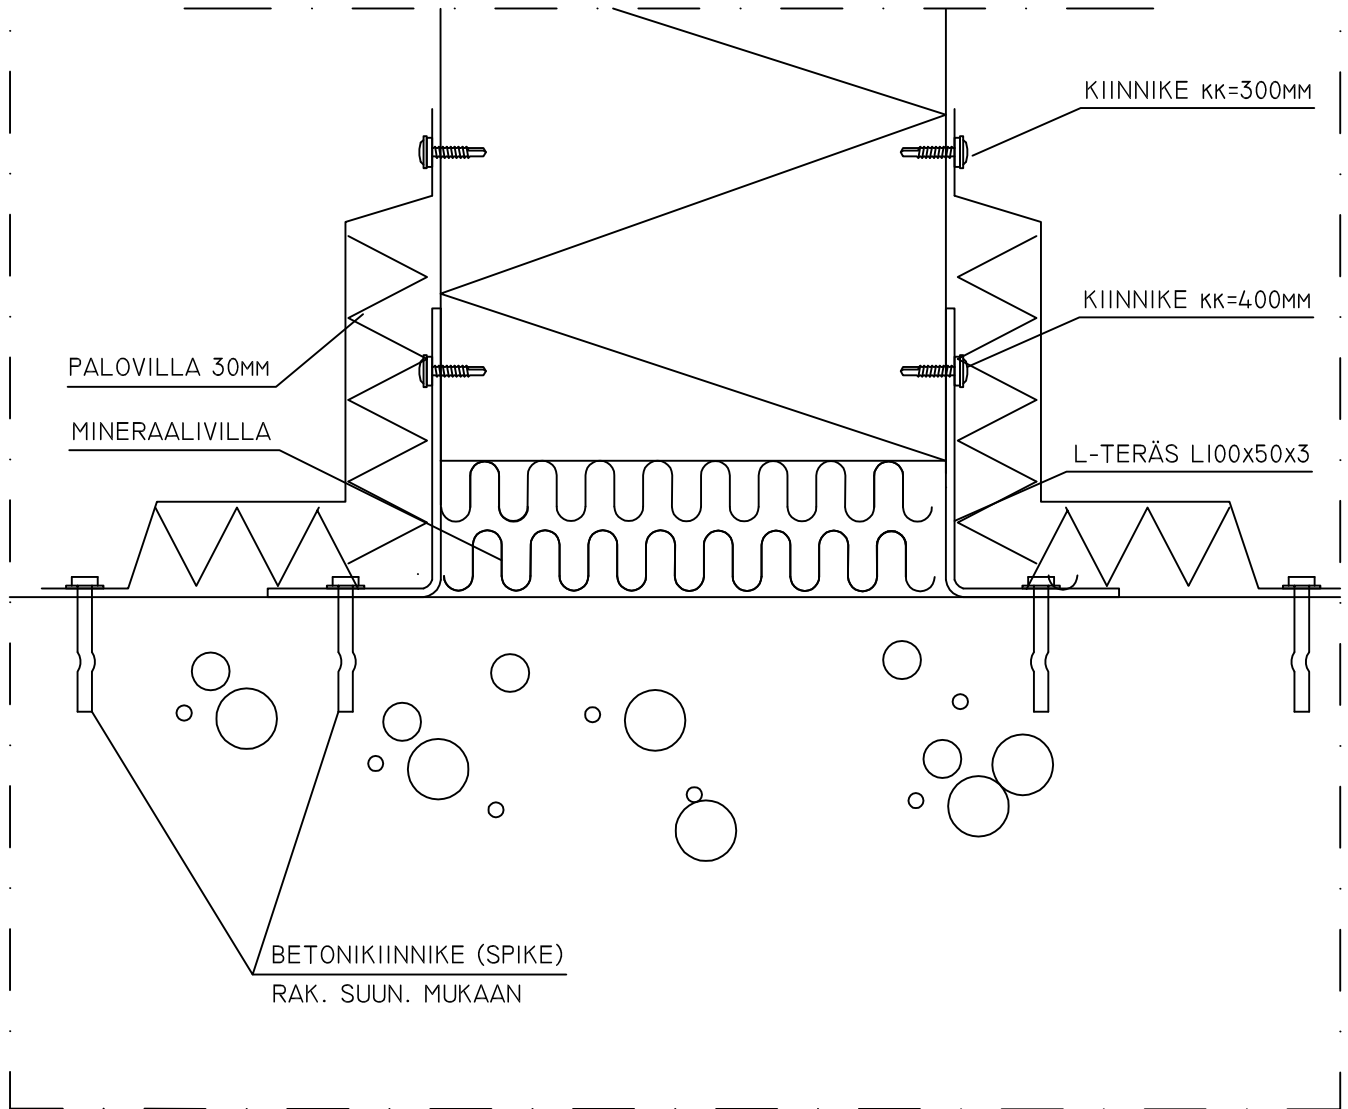 KIINNIKE KK=300MM
KIINNIKE KK=400MM
PALOVILLA 30MM
MINERAALIVILLA
L-TERÄS L100x50x3
BETONIKIINNIKE (SPIKE)
RAK. SUUN. MUKAAN